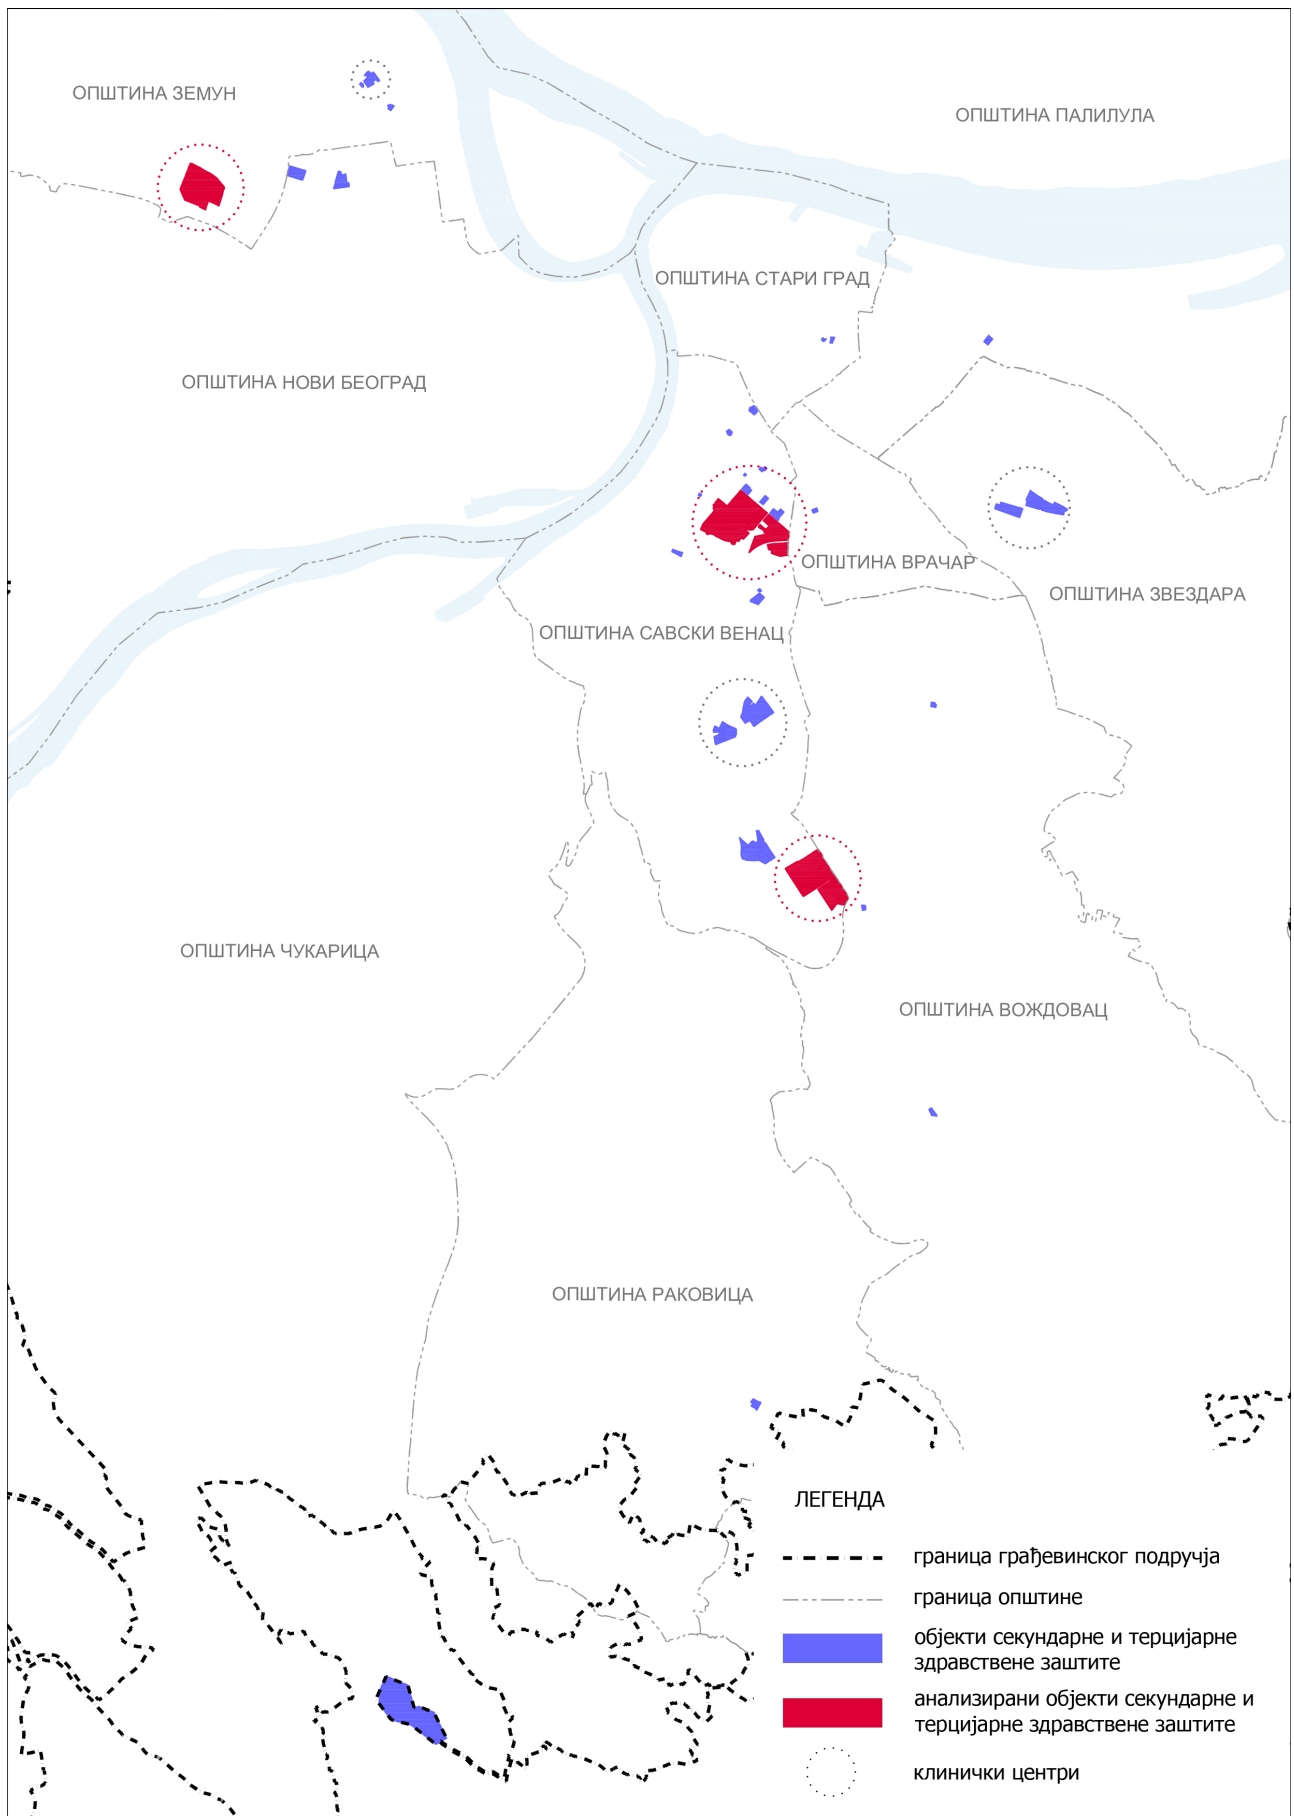 ОПШТИНА ЗЕМУН
ОПШТИНА ПАЛИЛУЛА
ОПШТИНА СТАРИ ГРАД
ОПШТИНА НОВИ БЕОГРАД
ОПШТИНА ВРАЧАР
ОПШТИНА ЗВЕЗДАРА
ОПШТИНА САВСКИ ВЕНАЦ
ОПШТИНА ЧУКАРИЦА
ОПШТИНА ВОЖДОВАЦ
ОПШТИНА РАКОВИЦА
ЛЕГЕНДА
граница грађевинског подручја
граница општине
објекти секундарне и терцијарне
здравствене заштите
анализирани објекти секундарне и
терцијарне здравствене заштите
клинички центри